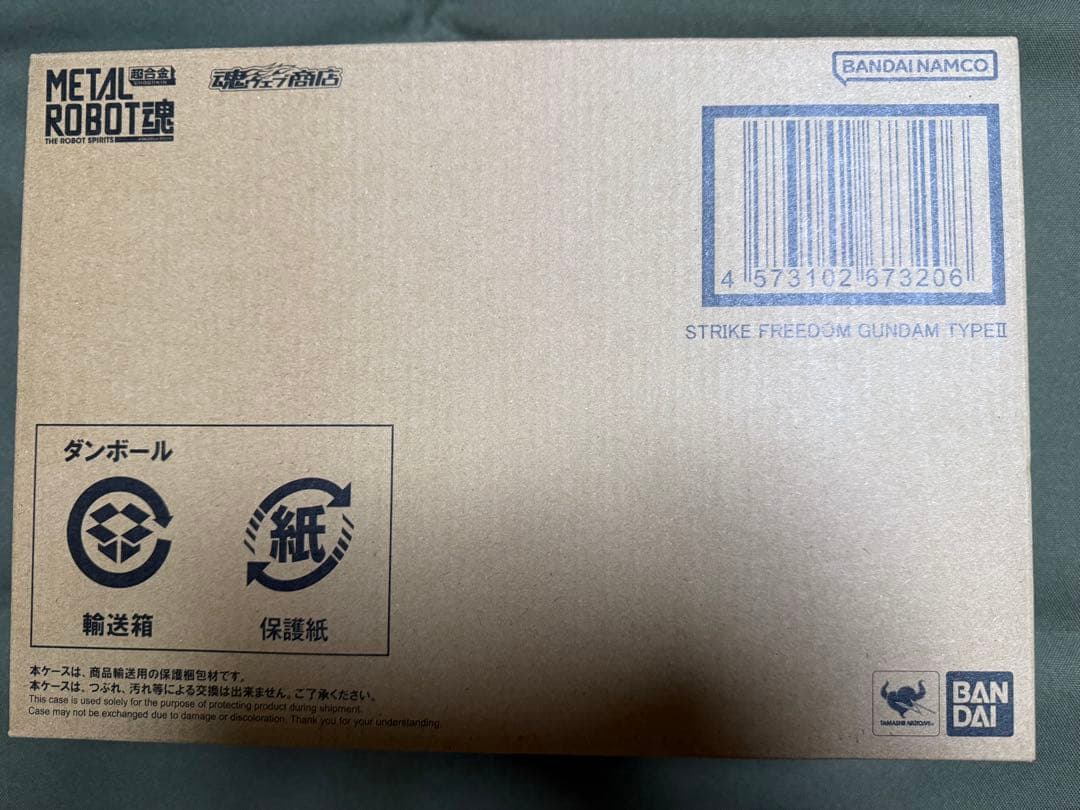 METAL 超合金
ROBOT魂
THE ROBOT SPIRITS
魂ウェブ商店
BANDAI NAMCO
4 573102 673206
STRIKE FREEDOM GUNDAM TYPEⅡ
ダンボール
紙
輸送箱
保護紙
本ケースは、商品輸送用の保護梱包材です。
本ケースは、つぶれ、汚れ等による交換は出来ません。ご了承ください。
This case is used solely for the purpose of protecting product during shipment.
Case may not be exchanged due to damage or discoloration. Thank you for your understanding.
TAMASHII NATIONS
BAN
DAI